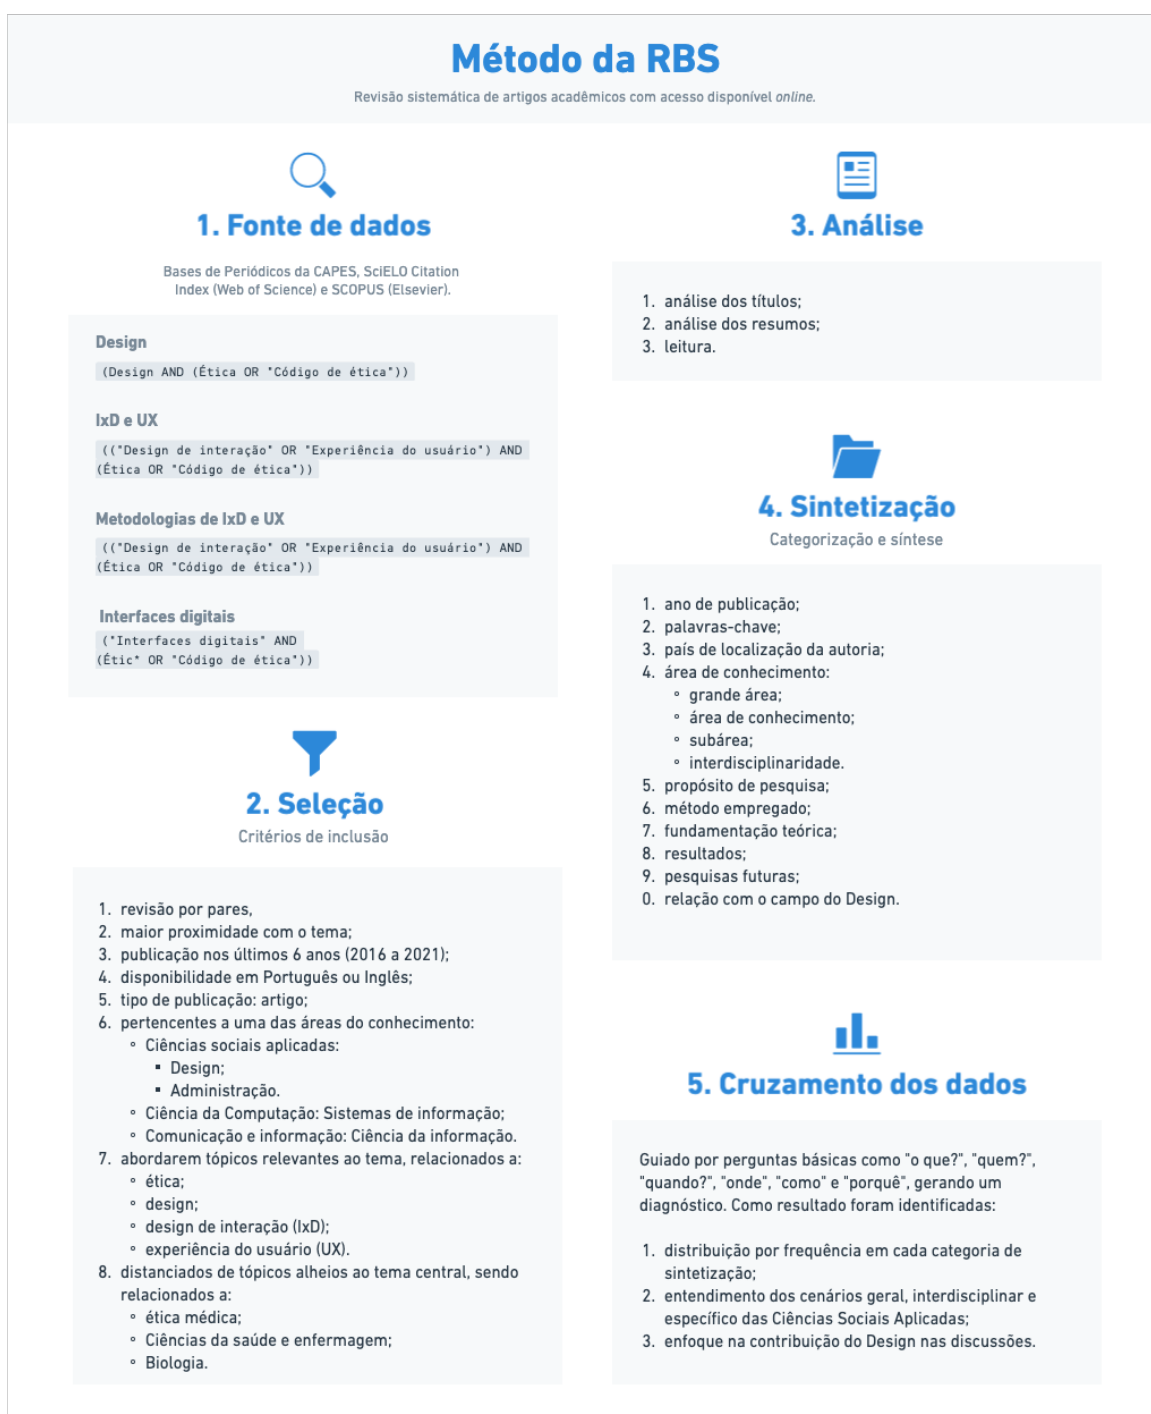 Método da RBS
Revisão sistemática de artigos acadêmicos com acesso disponível online.
1. Fonte de dados
Bases de Periódicos da CAPES, SciELO Citation
Index (Web of Science) e SCOPUS (Elsevier).
Design
(Design AND (Ética OR "Código de ética"))
IxD e UX
(("Design de interação" OR "Experiência do usuário") AND
(Ética OR "Código de ética"))
Metodologias de IxD e UX
(("Design de interação" OR "Experiência do usuário") AND
(Ética OR "Código de ética"))
Interfaces digitais
("Interfaces digitais" AND
(Étic* OR "Código de ética"))
2. Seleção
Critérios de inclusão
1. revisão por pares,
2. maior proximidade com o tema;
3. publicação nos últimos 6 anos (2016 a 2021);
4. disponibilidade em Português ou Inglês;
5. tipo de publicação: artigo;
6. pertencentes a uma das áreas do conhecimento:
◦ Ciências sociais aplicadas:
▪ Design;
▪ Administração.
◦ Ciência da Computação: Sistemas de informação;
◦ Comunicação e informação: Ciência da informação.
7. abordarem tópicos relevantes ao tema, relacionados a:
◦ ética;
◦ design;
◦ design de interação (IxD);
◦ experiência do usuário (UX).
8. distanciados de tópicos alheios ao tema central, sendo
relacionados a:
◦ ética médica;
◦ Ciências da saúde e enfermagem;
◦ Biologia.
3. Análise
1. análise dos títulos;
2. análise dos resumos;
3. leitura.
4. Sintetização
Categorização e síntese
1. ano de publicação;
2. palavras-chave;
3. país de localização da autoria;
4. área de conhecimento:
◦ grande área;
◦ área de conhecimento;
◦ subárea;
◦ interdisciplinaridade.
5. propósito de pesquisa;
6. método empregado;
7. fundamentação teórica;
8. resultados;
9. pesquisas futuras;
0. relação com o campo do Design.
5. Cruzamento dos dados
Guiado por perguntas básicas como "o que?", "quem?",
"quando?", "onde", "como" e "porquê", gerando um
diagnóstico. Como resultado foram identificadas:
1. distribuição por frequência em cada categoria de
sintetização;
2. entendimento dos cenários geral, interdisciplinar e
específico das Ciências Sociais Aplicadas;
3. enfoque na contribuição do Design nas discussões.